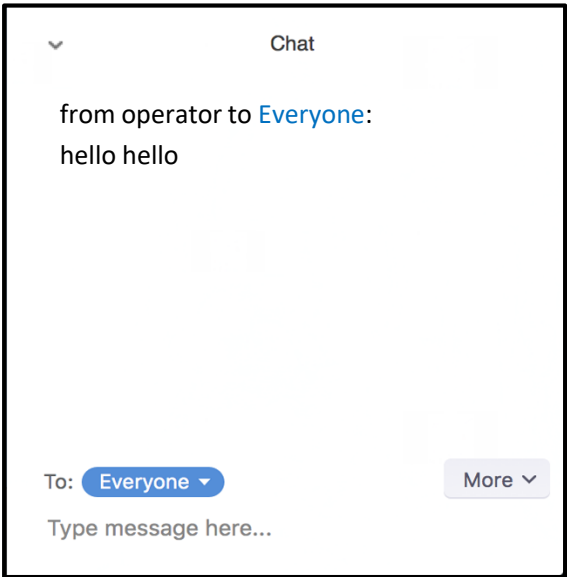 Chat
from operator to Everyone:
hello hello
To: Everyone
More
Type message here...